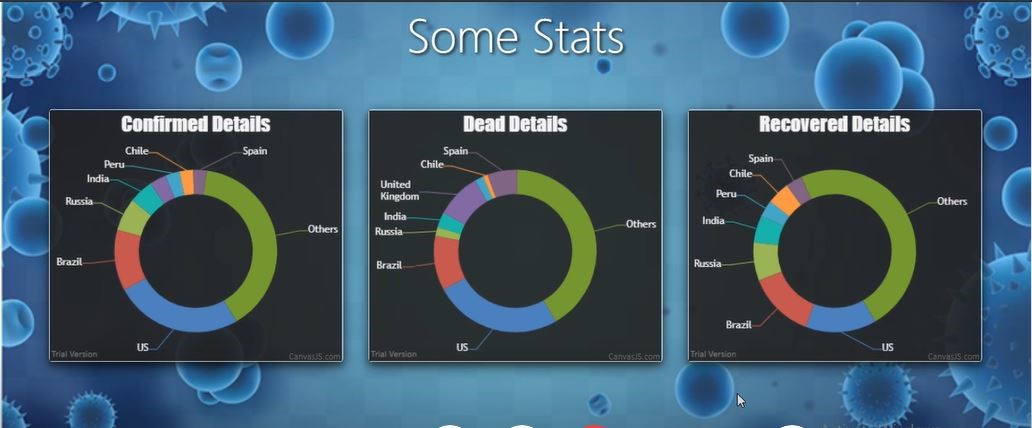 Some Stats
Confirmed Details
Chile
Spain
Peru
India
Russia
Others
Brazil
US
Trial Version
CanvasJS.com
Dead Details
Spain
Chile
United
Kingdom
India
Russia
Others
Brazil
US
Trial Version
CanvasJS.com
Recovered Details
Spain
Chile
Peru
Others
India
Russia
Brazil
US
Trial Version
CanvasJS.com